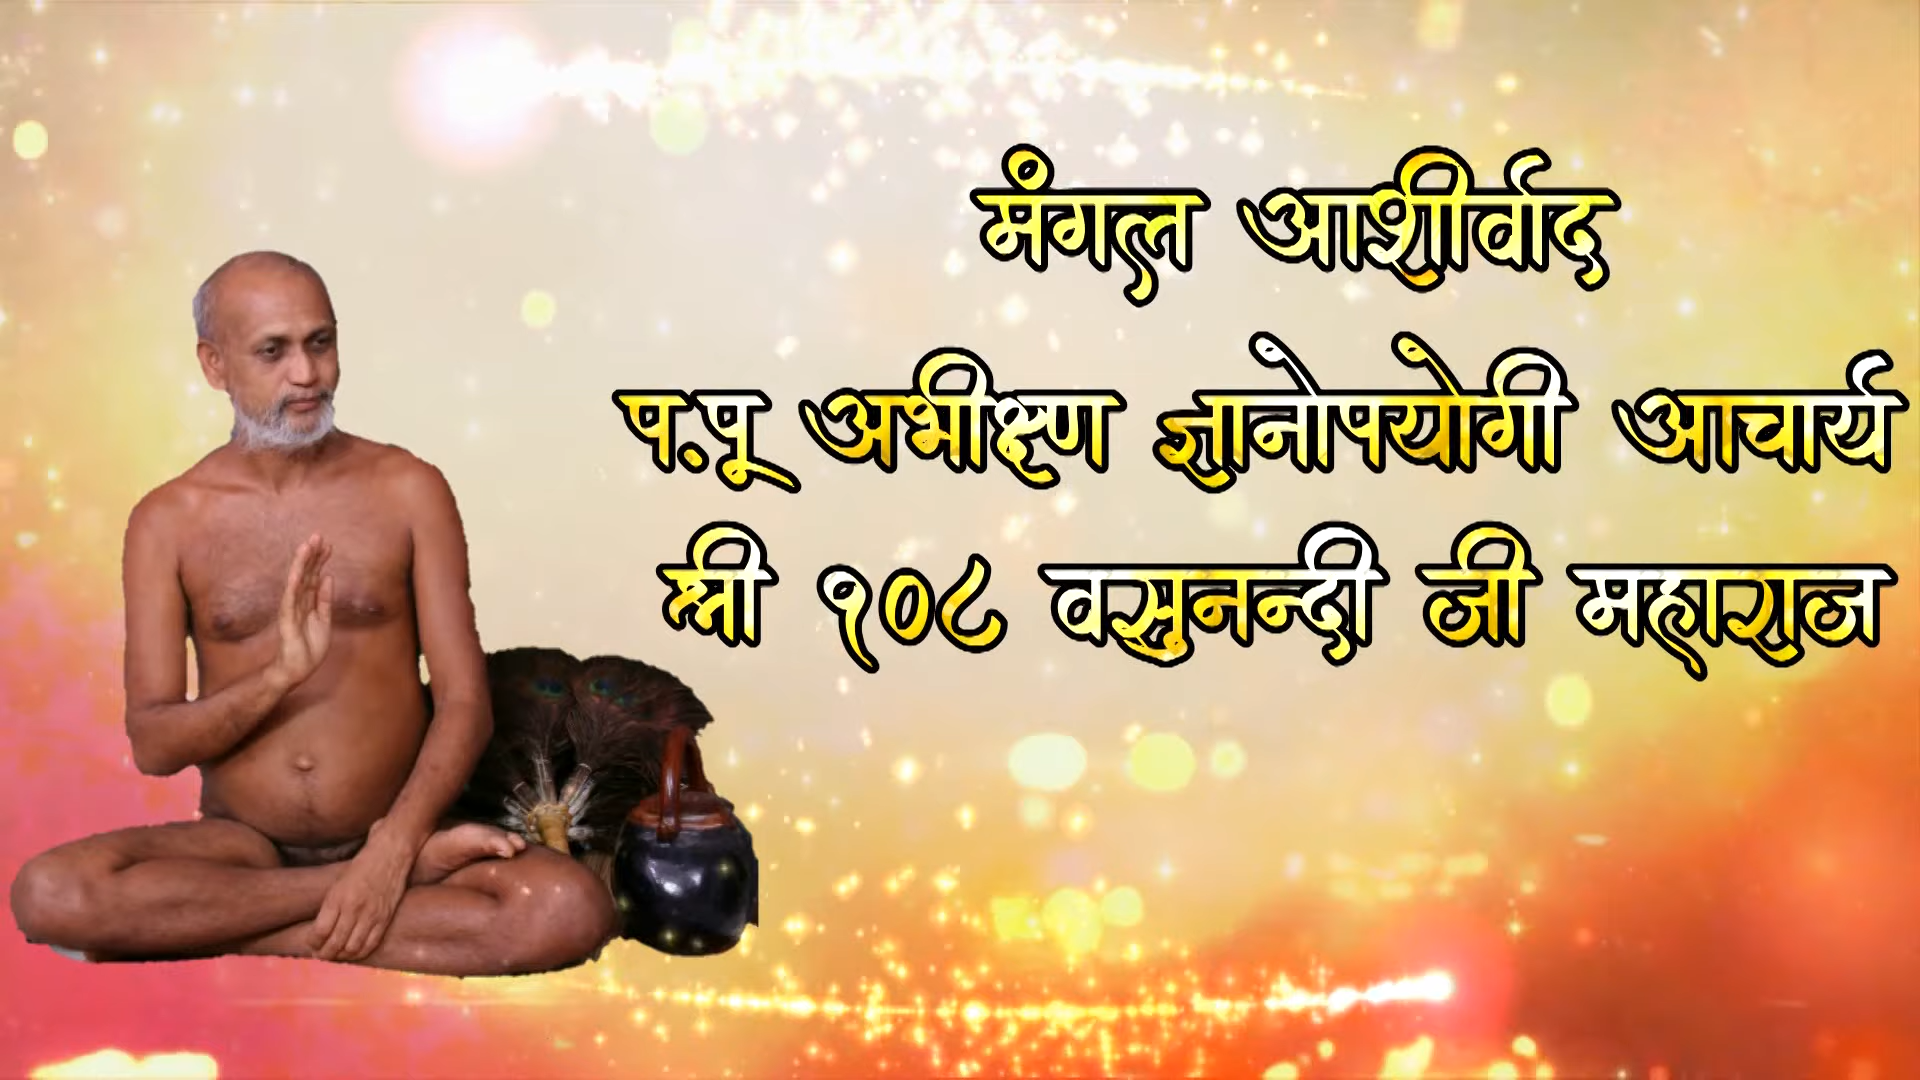 मंगल आशीर्वाद
प.पू अभीक्ष्ण ज्ञानोपयोगी आचार्य
श्री १०८ वसुनन्दी जी महाराज